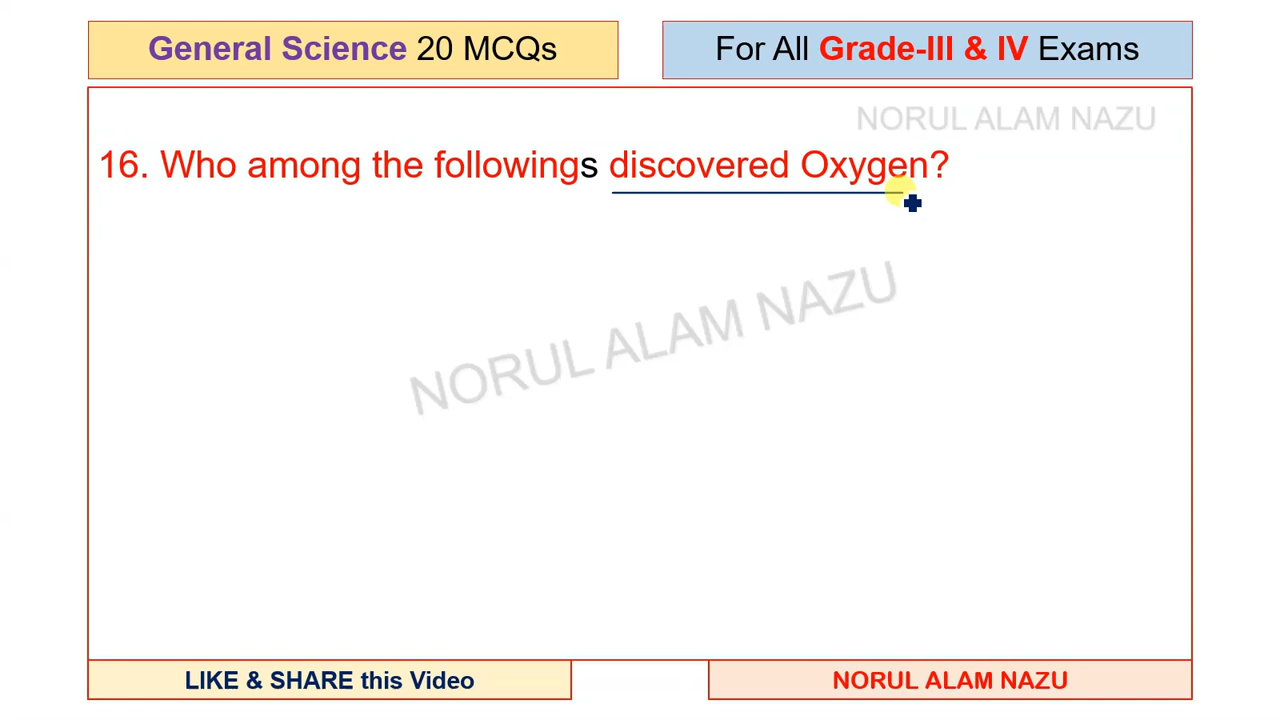 General Science 20 MCQs
For All Grade-III & IV Exams
NORUL ALAM NAZU
16. Who among the followings discovered Oxygen?
NORUL ALAM NAZU
LIKE & SHARE this Video
NORUL ALAM NAZU